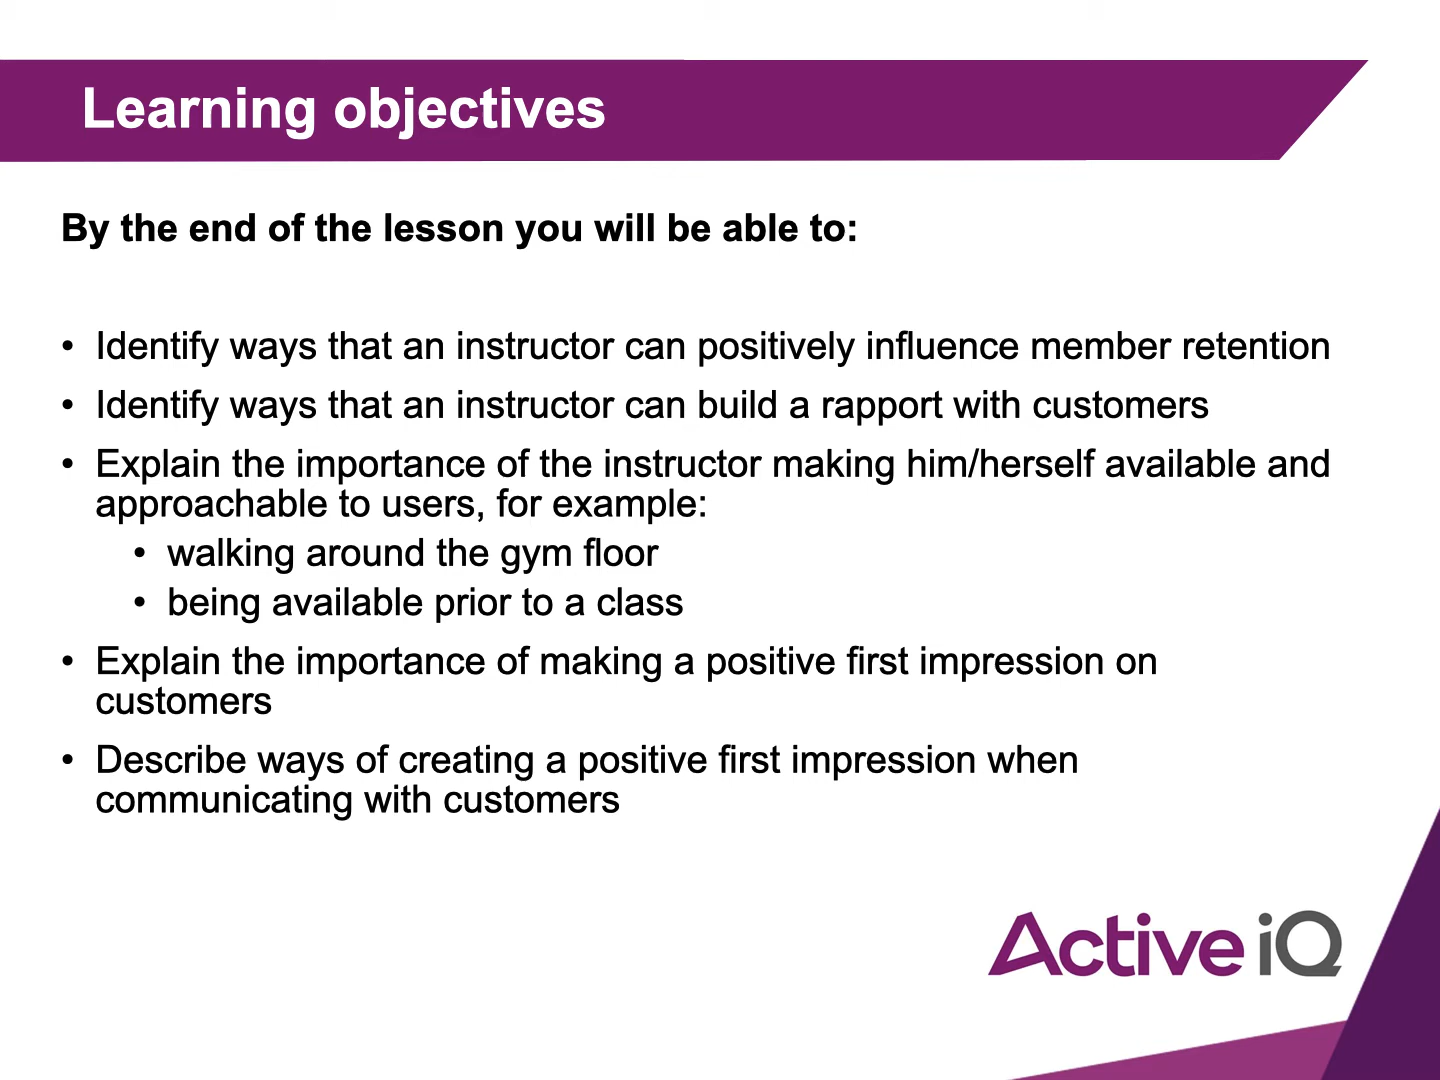 Learning objectives
By the end of the lesson you will be able to:
• Identify ways that an instructor can positively influence member retention
• Identify ways that an instructor can build a rapport with customers
• Explain the importance of the instructor making him/herself available and
approachable to users, for example:
• walking around the gym floor
• being available prior to a class
• Explain the importance of making a positive first impression on
customers
• Describe ways of creating a positive first impression when
communicating with customers
Active iQ